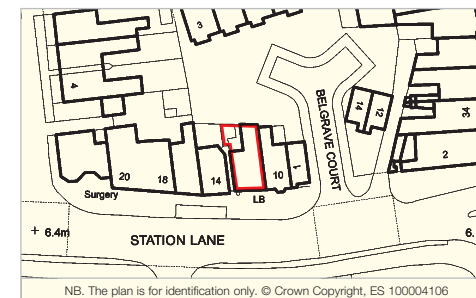 3
4
BELGRAVE COURT
14
12
34
2
Surgery
20
18
14
10
1
LB
+ 6.4m
STATION LANE
6.
NB. The plan is for identification only. © Crown Copyright, ES 100004106